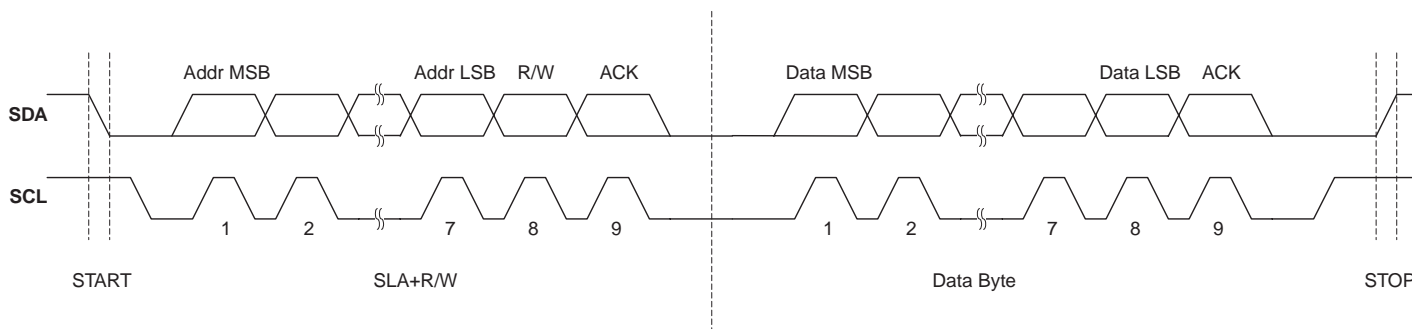 Addr MSB Addr LSB R/W ACK Data MSB Data LSB ACK
SDA
SCL
1 2 7 8 9 1 2 7 8 9
START SLA+R/W Data Byte STOP